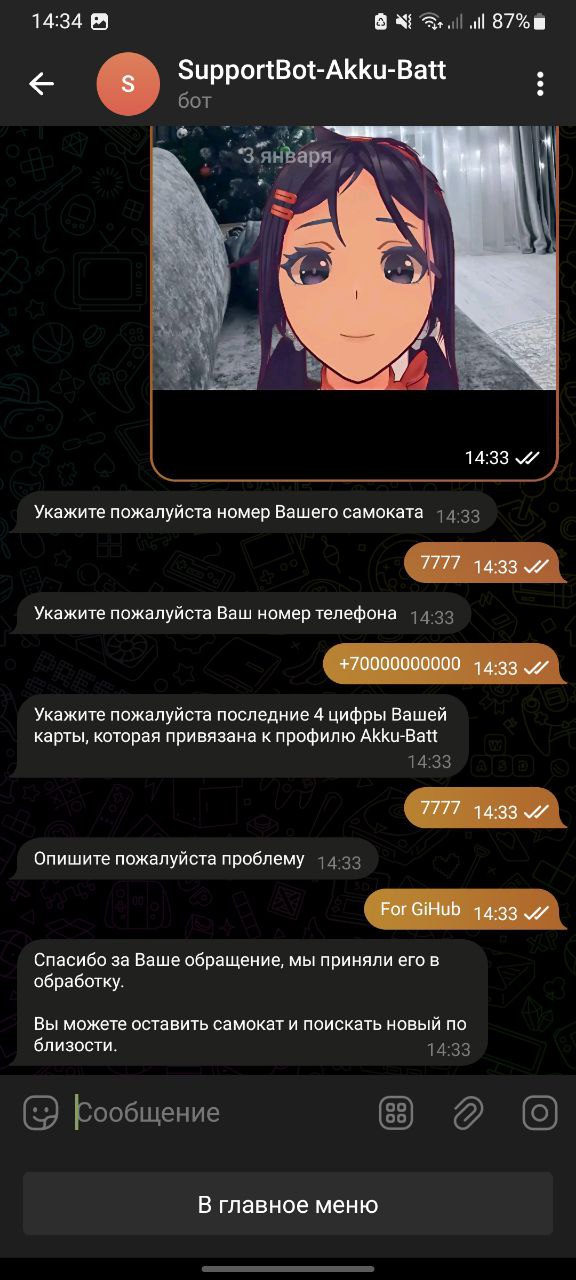 14:34
87%
S
SupportBot-Akku-Batt
бот
3 января
14:33
Укажите пожалуйста номер Вашего самоката 14:33
7777 14:33
Укажите пожалуйста Ваш номер телефона 14:33
+70000000000 14:33
Укажите пожалуйста последние 4 цифры Вашей
карты, которая привязана к профилю Akku-Batt
14:33
7777 14:33
Опишите пожалуйста проблему 14:33
For GiHub 14:33
Спасибо за Ваше обращение, мы приняли его в
обработку.
Вы можете оставить самокат и поискать новый по
близости. 14:33
Сообщение
В главное меню